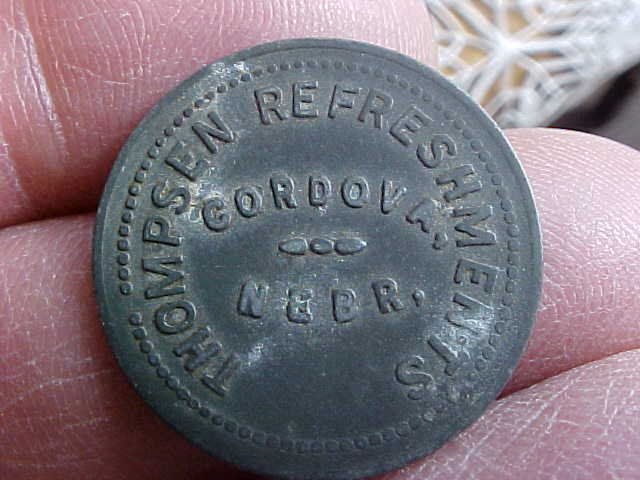 THOMPSEN REFRESHMENTS
CORDOVA,
NEBR.